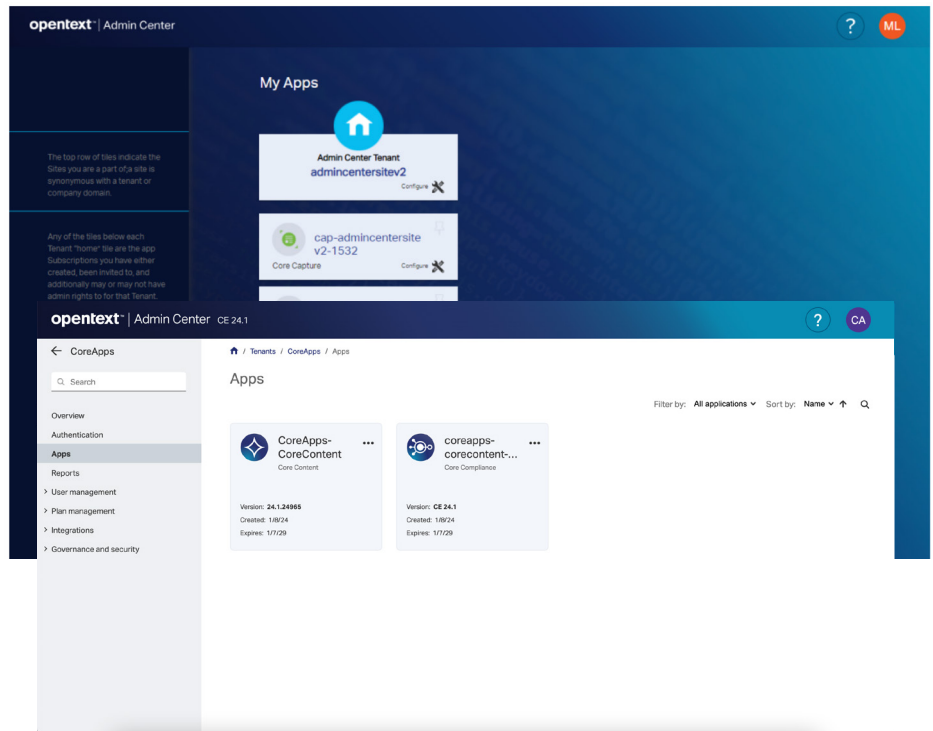 opentext™ | Admin Center
?
ML
The top row of tiles indicate the
Sites you are a part of;a site is
synonymous with a tenant or
company domain.
Any of the tiles below each
Tenant "home" tile are the app
Subscriptions you have either
created, been invited to, and
additionally may or may not have
admin rights to for that Tenant.
My Apps
Admin Center Tenant
admincentersitev2
Configure
cap-admincentersite
v2-1532
Core Capture
Configure
opentext™ | Admin Center CE 24.1
?
CA
← CoreApps
Search
Overview
Authentication
Apps
Reports
> User management
> Plan management
> Integrations
> Governance and security
/ Tenants / CoreApps / Apps
Apps
Filter by: All applications Sort by: Name ↑
CoreApps-
CoreContent
Core Content
Version: 24.1.24965
Created: 1/8/24
Expires: 1/7/29
coreapps-
corecontent-...
Core Compliance
Version: CE 24.1
Created: 1/8/24
Expires: 1/7/29